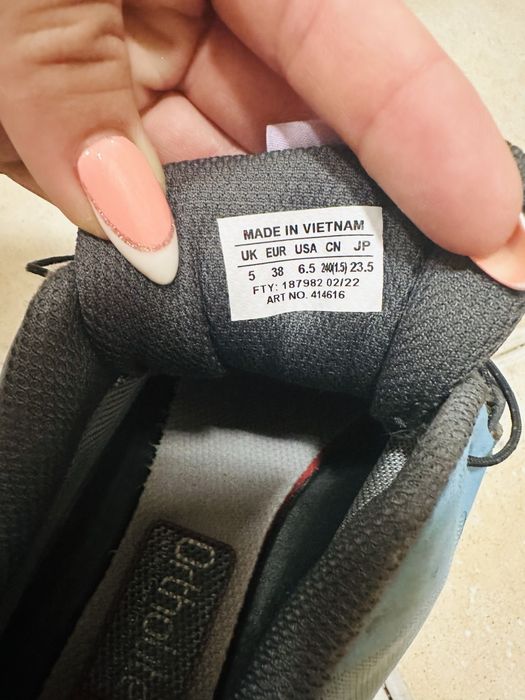 MADE IN VIETNAM
UK EUR USA CN JP
5 38 6.5 240(1.5) 23.5
FTY: 187982 02/22
ART NO. 414616
OrthoLite